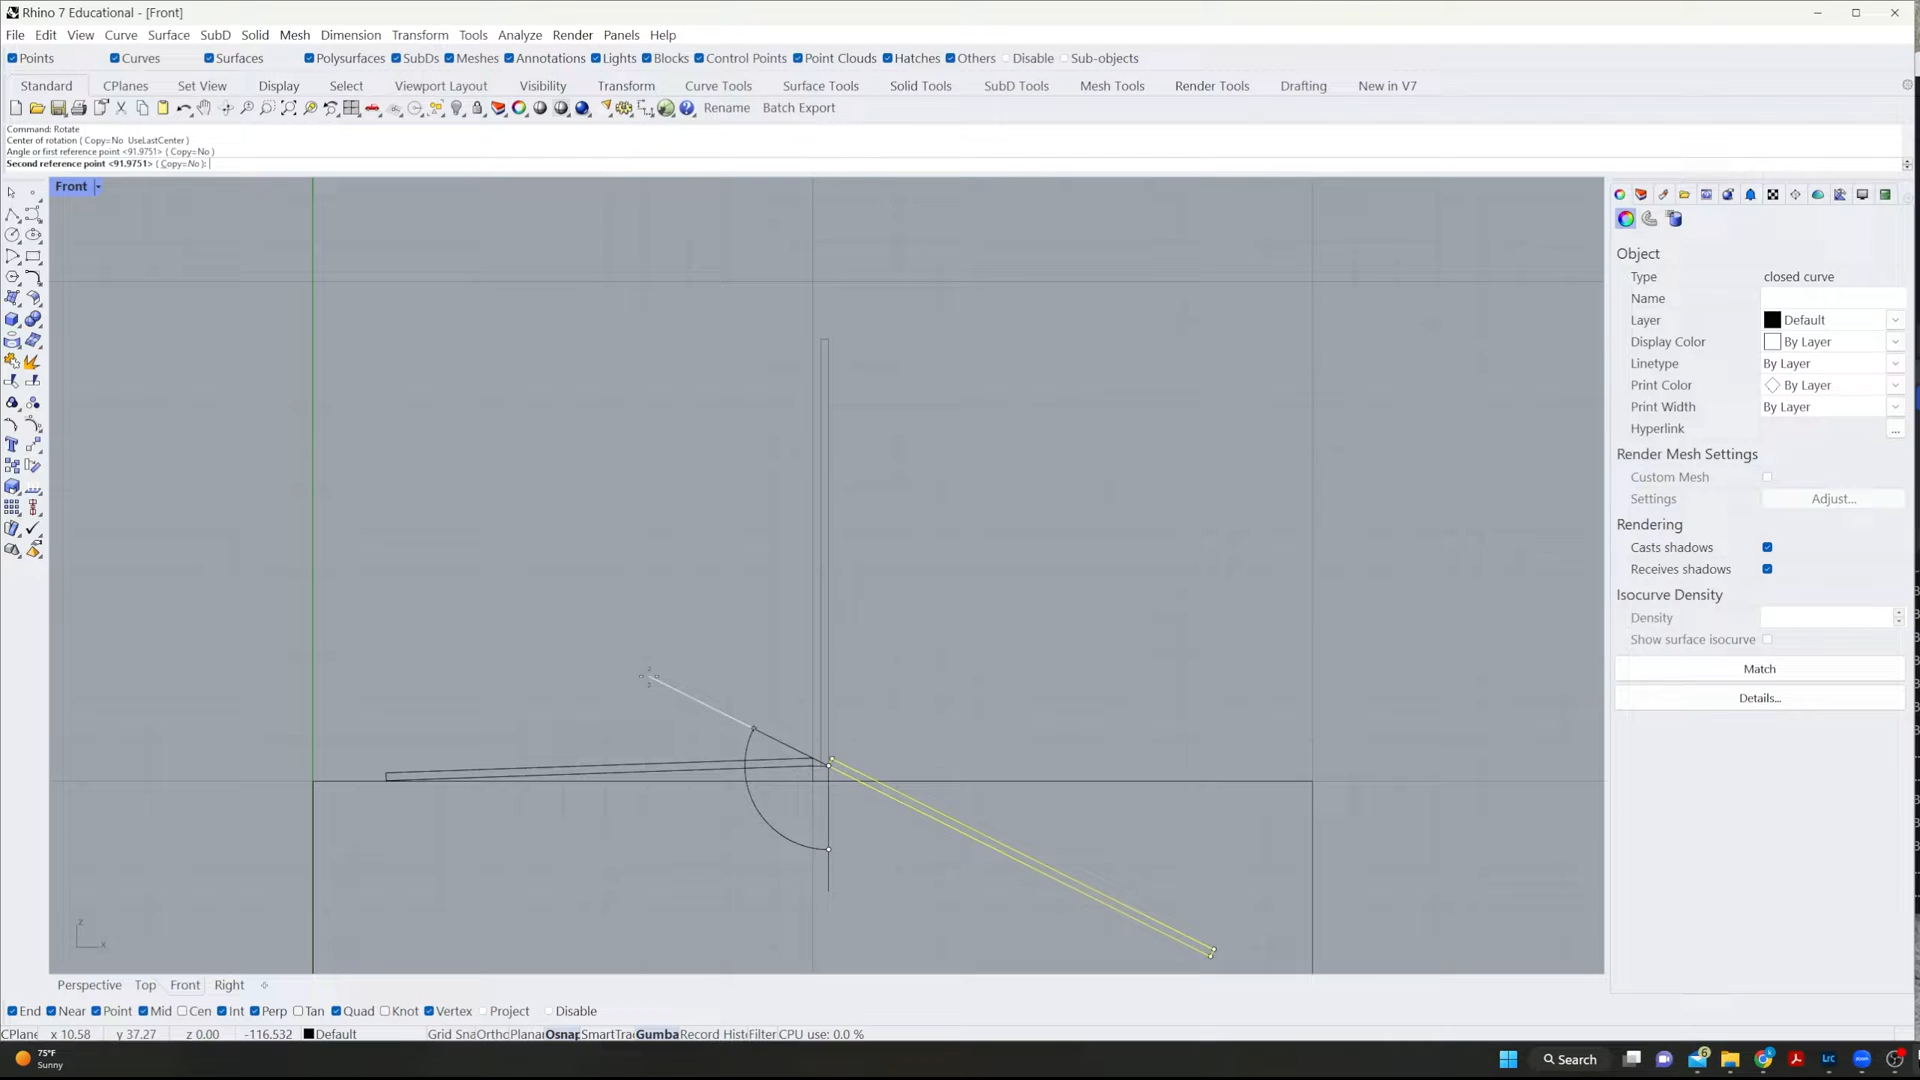 Rhino 7 Educational - [Front]
File Edit View Curve Surface SubD Solid Mesh Dimension Transform Tools Analyze Render Panels Help
Points Curves Surfaces Polysurfaces SubDs Meshes Annotations Lights Blocks Control Points Point Clouds Hatches Others Disable Sub-objects
Standard CPlanes Set View Display Select Viewport Layout Visibility Transform Curve Tools Surface Tools Solid Tools SubD Tools Mesh Tools Render Tools Drafting New in V7
Rename Batch Export
Command: Rotate
Center of rotation ( Copy=No UseLastCenter )
Angle or first reference point <91.9751> ( Copy=No )
Second reference point <91.9751> ( Copy=No ):
Front
Object
Type closed curve
Name
Layer Default
Display Color By Layer
Linetype By Layer
Print Color By Layer
Print Width By Layer
Hyperlink ...
Render Mesh Settings
Custom Mesh
Settings Adjust...
Rendering
Casts shadows
Receives shadows
Isocurve Density
Density
Show surface isocurve
Match
Details...
z
x
Perspective Top Front Right
End Near Point Mid Cen Int Perp Tan Quad Knot Vertex Project Disable
CPlane x 10.58 y 37.27 z 0.00 -116.532 Default Grid Sna Ortho Planar Osnap SmartTra Gumba Record Hist Filter CPU use: 0.0 %
75°F
Sunny
Search
6
Lrc